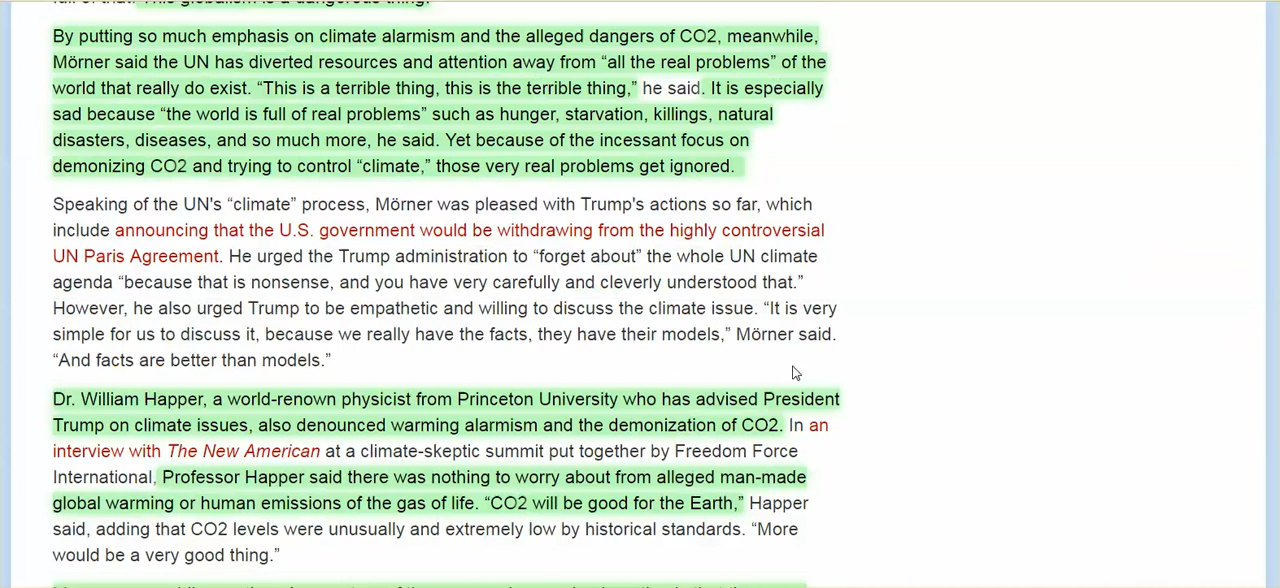 full of that. This globalism is a dangerous thing.
By putting so much emphasis on climate alarmism and the alleged dangers of CO2, meanwhile,
Mörner said the UN has diverted resources and attention away from “all the real problems” of the
world that really do exist. “This is a terrible thing, this is the terrible thing,” he said. It is especially
sad because “the world is full of real problems” such as hunger, starvation, killings, natural
disasters, diseases, and so much more, he said. Yet because of the incessant focus on
demonizing CO2 and trying to control “climate,” those very real problems get ignored.
Speaking of the UN's “climate” process, Mörner was pleased with Trump's actions so far, which
include announcing that the U.S. government would be withdrawing from the highly controversial
UN Paris Agreement. He urged the Trump administration to “forget about” the whole UN climate
agenda “because that is nonsense, and you have very carefully and cleverly understood that.”
However, he also urged Trump to be empathetic and willing to discuss the climate issue. “It is very
simple for us to discuss it, because we really have the facts, they have their models,” Mörner said.
“And facts are better than models.”
Dr. William Happer, a world-renown physicist from Princeton University who has advised President
Trump on climate issues, also denounced warming alarmism and the demonization of CO2. In an
interview with The New American at a climate-skeptic summit put together by Freedom Force
International, Professor Happer said there was nothing to worry about from alleged man-made
global warming or human emissions of the gas of life. “CO2 will be good for the Earth,” Happer
said, adding that CO2 levels were unusually and extremely low by historical standards. “More
would be a very good thing.”